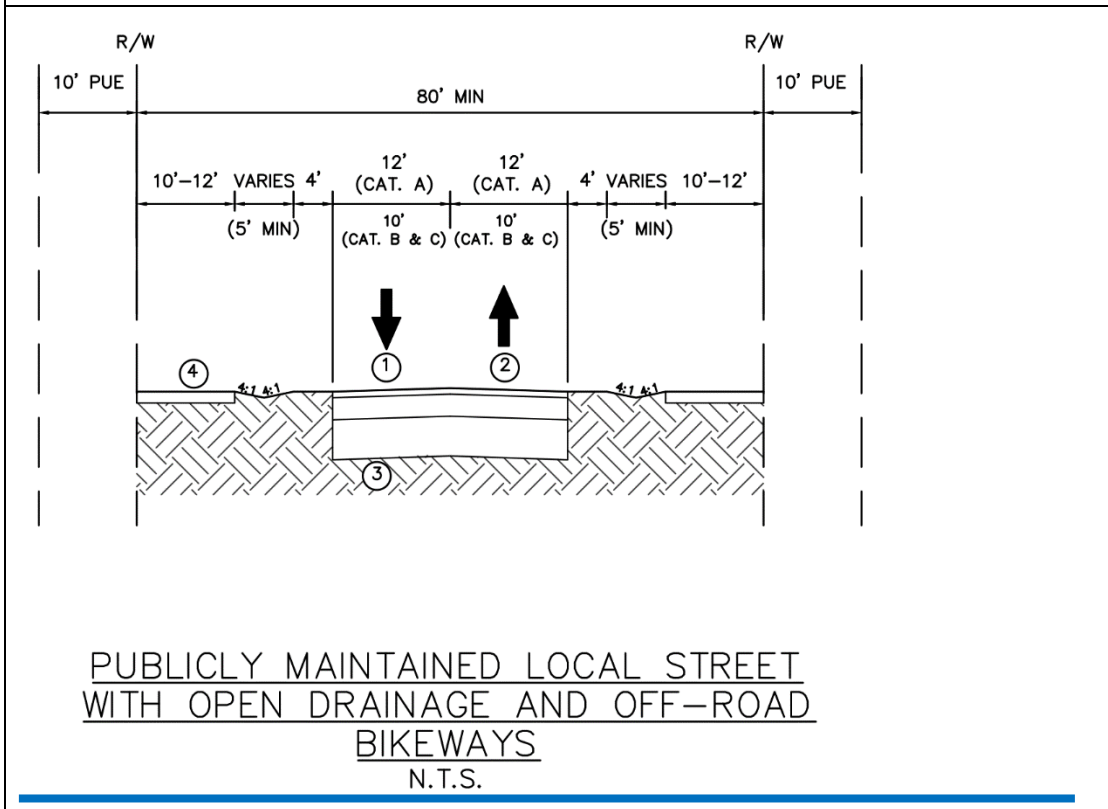 R/W R/W
10' PUE 80' MIN 10' PUE
12' 12'
10'-12' VARIES 4' (CAT. A) (CAT. A) 4' VARIES 10'-12'
(5' MIN) 10' 10' (5' MIN)
(CAT. B & C) (CAT. B & C)
1 2
4 4:1 4:1 4:1 4:1
3
PUBLICLY MAINTAINED LOCAL STREET
WITH OPEN DRAINAGE AND OFF-ROAD
BIKEWAYS
N.T.S.